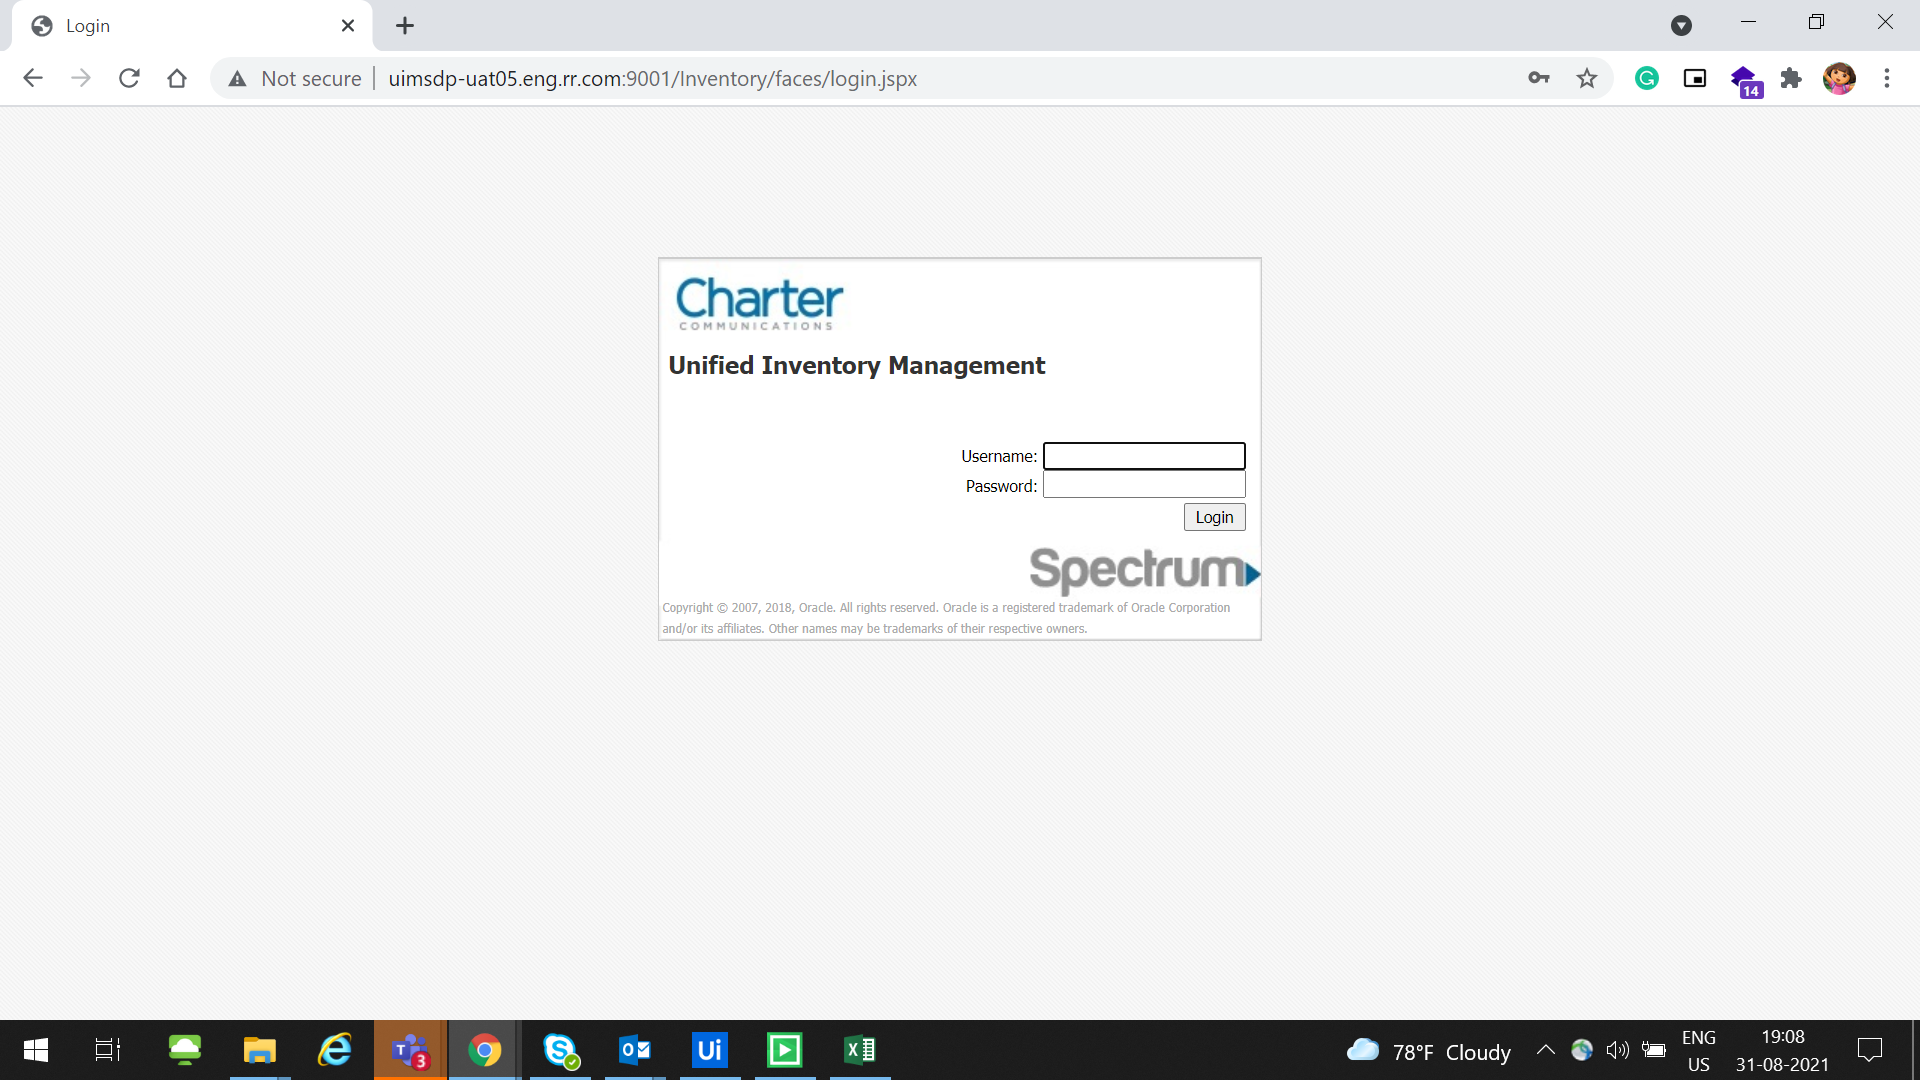 Login
Not secure
uimsdp-uat05.eng.rr.com:9001/Inventory/faces/login.jspx
14
Charter
COMMUNICATIONS
Unified Inventory Management
Username:
Password:
Login
Spectrum
Copyright © 2007, 2018, Oracle. All rights reserved. Oracle is a registered trademark of Oracle Corporation
and/or its affiliates. Other names may be trademarks of their respective owners.
T 3
S
O
Ui
X
78°F Cloudy
ENG
US
19:08
31-08-2021